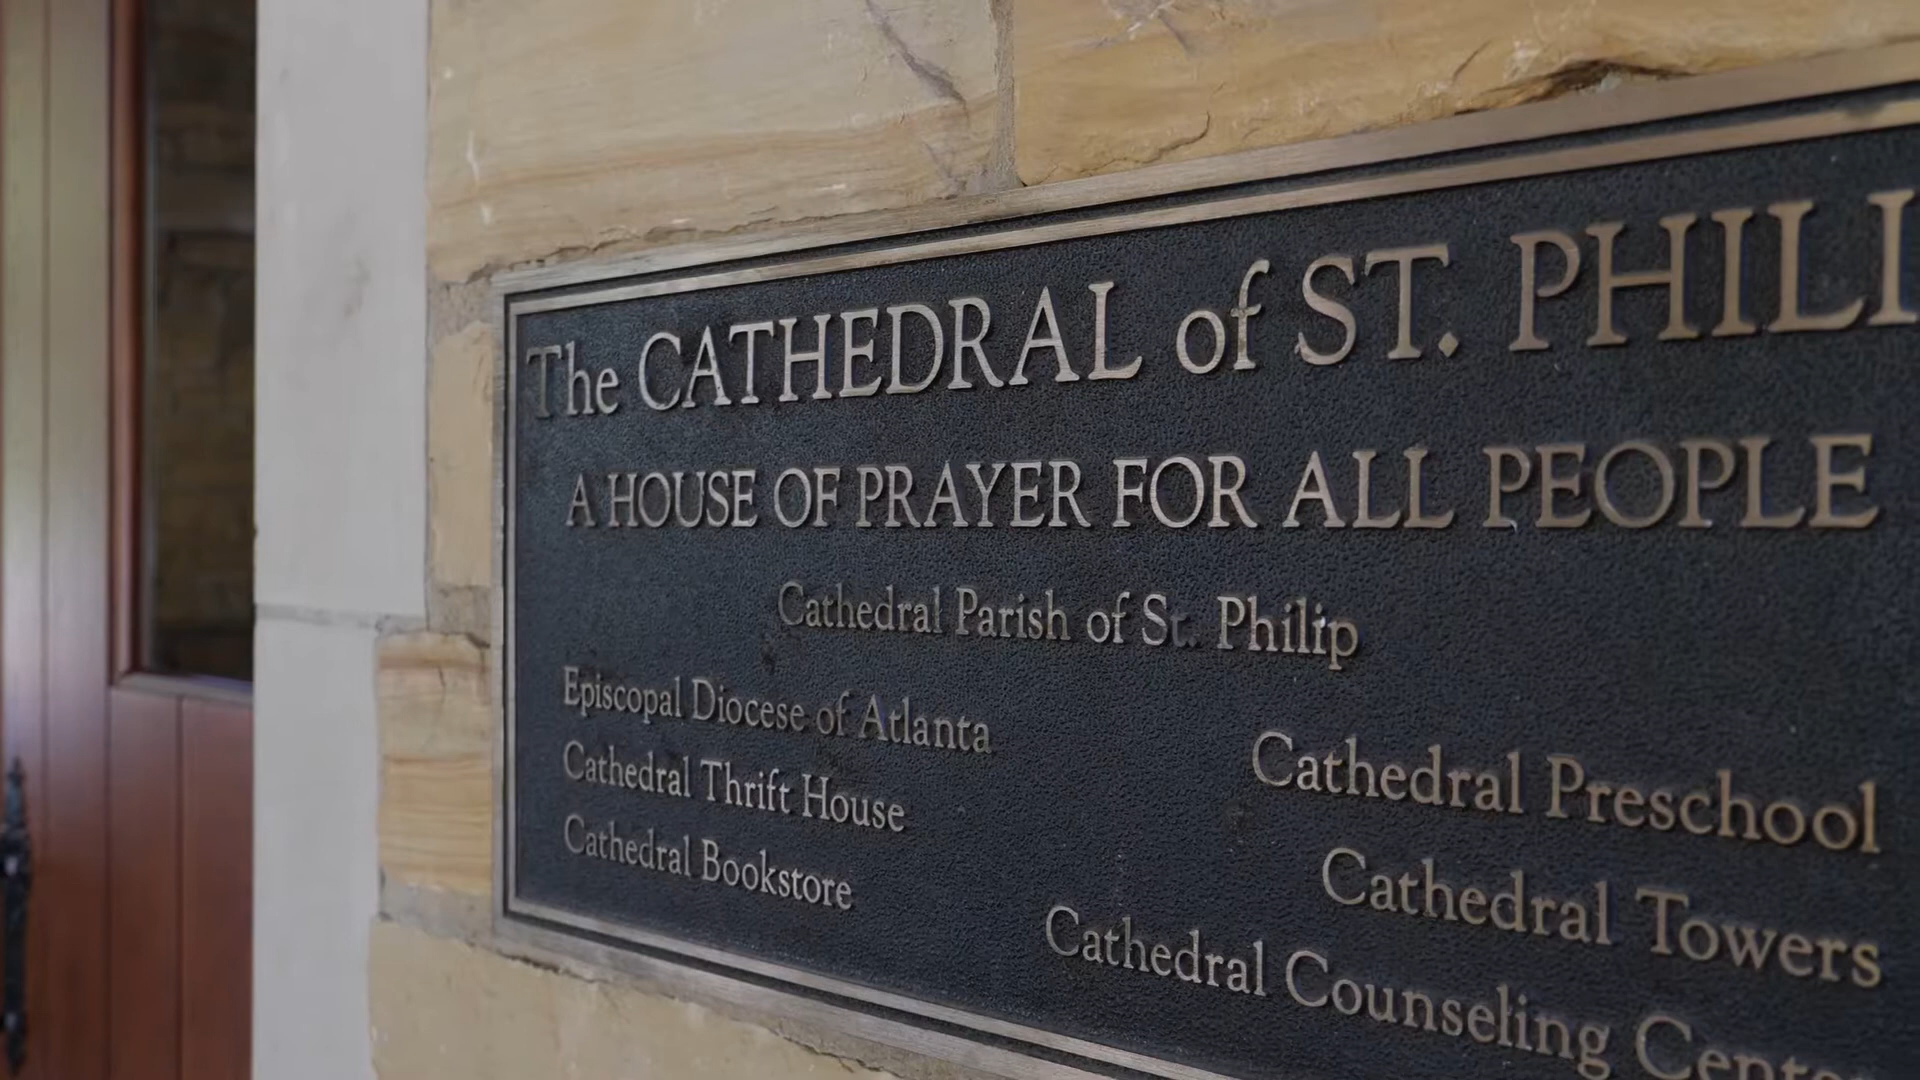 The CATHEDRAL of ST. PHILI
A HOUSE OF PRAYER FOR ALL PEOPLE
Cathedral Parish of St. Philip
Episcopal Diocese of Atlanta
Cathedral Thrift House
Cathedral Bookstore
Cathedral Preschool
Cathedral Towers
Cathedral Counseling Cente